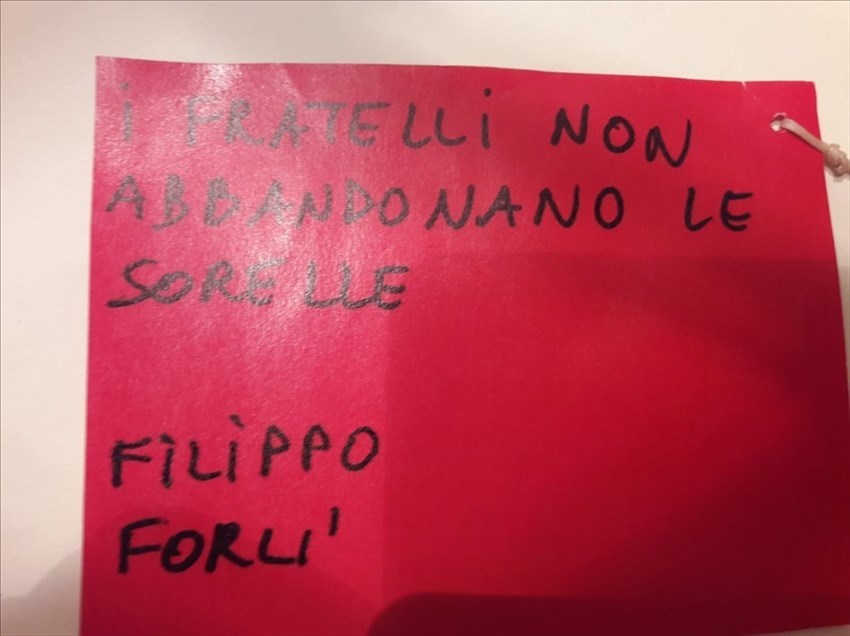 i FRATELLi NON
ABBANDONANO LE
SORELLE
FiLiPPO
FORLI'